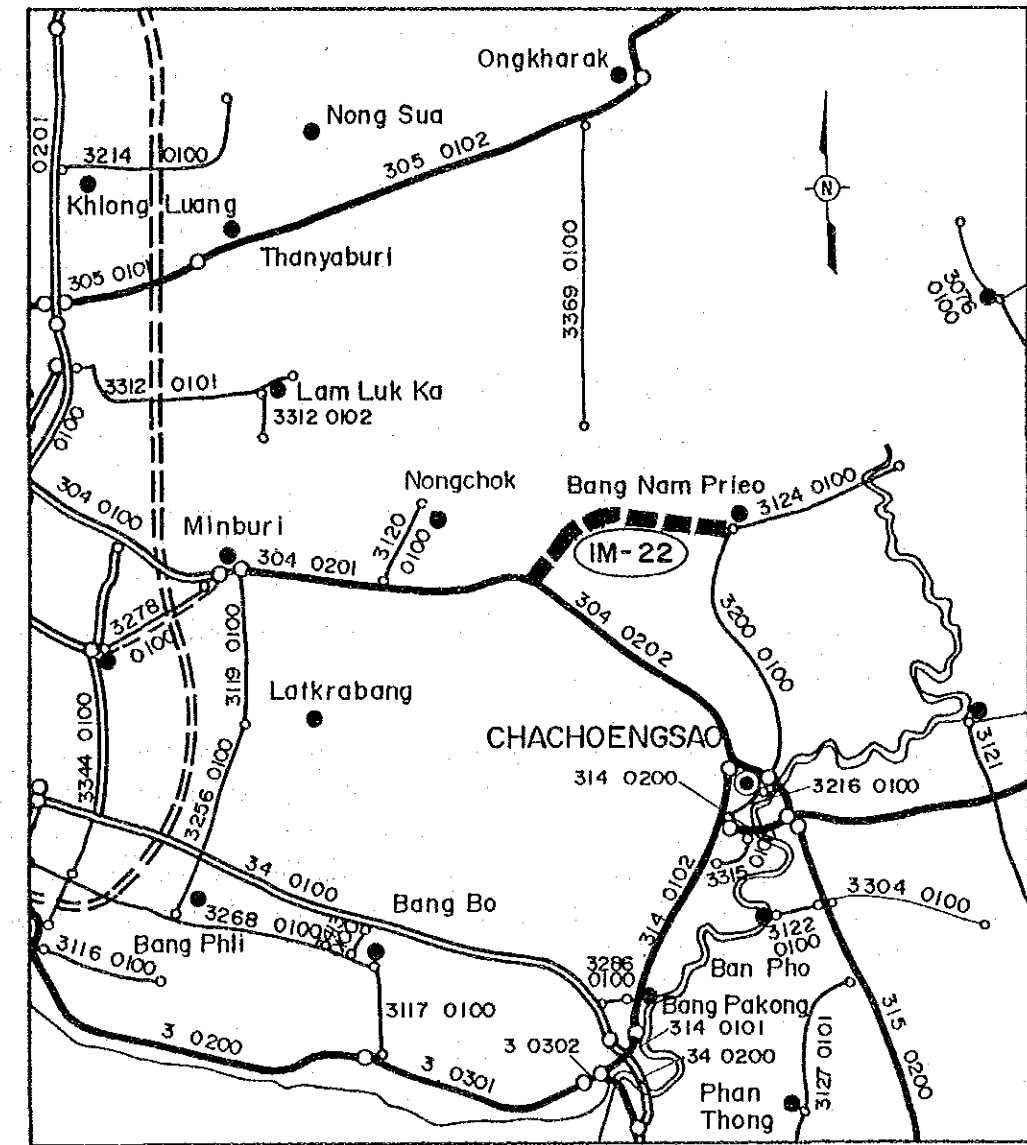 Ongkharak
Nong Sua
0201
3214 0100
305 0102
Khlong Luang
N
Thanyaburi
305 0101
3369 0100
3076
0100
3312 0101
Lam Luk Ka
3312 0102
0100
304 0100
Nongchok
Bang Nam Prieo
3124 0100
Minburi
3120
0100
304 0201
IM-22
3278
0100
304 0202
3200 0100
3119 0100
Latkrabang
3344 0100
CHACHOENGSAO
3121
314 0200
3216 0100
3256 0100
34 0100
3315 0100
314 0102
3304 0100
Bang Bo
3268 0100
3122
0100
Bang Phli
3116 0100
3286
0100
Ban Pho
Bang Pakong
3117 0100
314 0101
315 0200
3 0200
3 0302
34 0200
3 0301
3127 0101
Phan
Thong